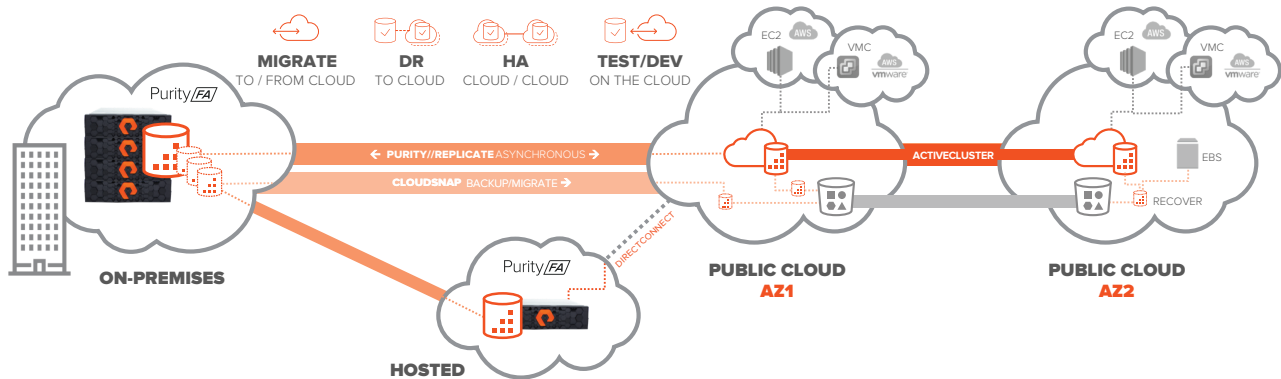 MIGRATE
TO / FROM CLOUD
DR
TO CLOUD
HA
CLOUD / CLOUD
TEST/DEV
ON THE CLOUD
Purity/FA
ON-PREMISES
← PURITY//REPLICATE ASYNCHRONOUS →
CLOUDSNAP BACKUP/MIGRATE →
Purity/FA
HOSTED
DIRECTCONNECT
EC2
AWS
VMC
AWS
vmware
PUBLIC CLOUD
AZ1
ACTIVECLUSTER
EC2
AWS
VMC
AWS
vmware
EBS
RECOVER
PUBLIC CLOUD
AZ2